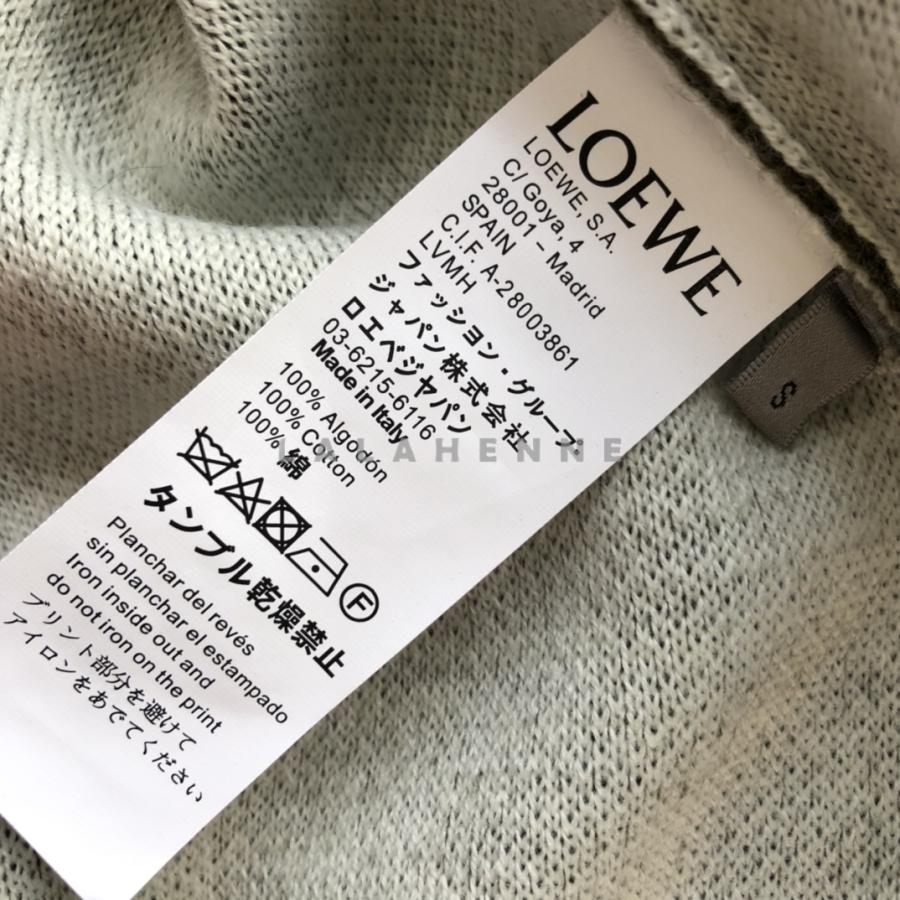 LOEWE
LOEWE, S.A.
C/ Goya, 4
28001 - Madrid
SPAIN
C.I.F. A-28003861
LVMH
ファッション・グループ.
ジャパン株式会社
ロエベジャパン
03-6215-6116
Made in Italy
100% Algodón
100% Cotton
100% 綿
F
タンブル乾燥禁止
Planchar del revés
sin planchar el estampado
Iron inside out and
do not iron on the print
プリント部分を避けて
アイロンをあててください
S
LALAHENNE